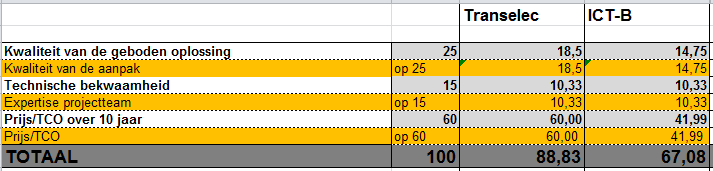 Transelec ICT-B
Kwaliteit van de geboden oplossing 25 18,5 14,75
Kwaliteit van de aanpak op 25 18,5 14,75
Technische bekwaamheid 15 10,33 10,33
Expertise projectteam op 15 10,33 10,33
Prijs/TCO over 10 jaar 60 60,00 41,99
Prijs/TCO op 60 60,00 41,99
TOTAAL 100 88,83 67,08